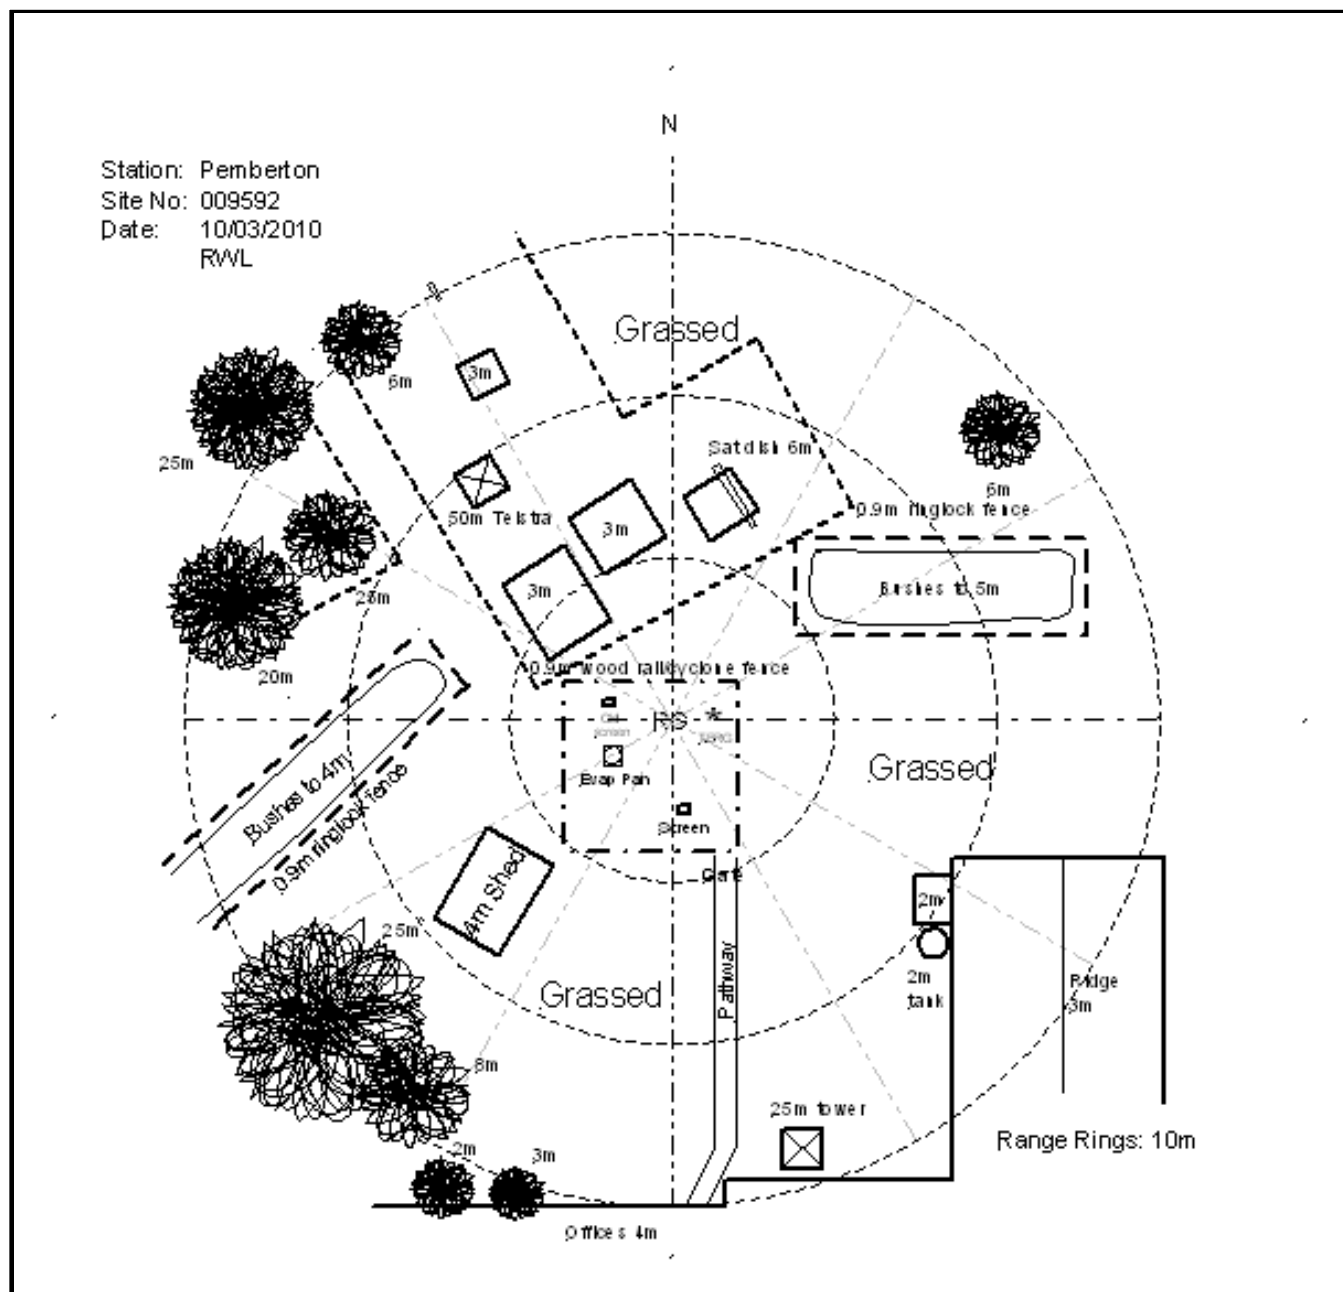 N
Station: Pemberton
Site No: 009592
Date: 10/03/2010
RWL
Grassed
6m
3m
25m
Sat dish 6m
6m
50m Telstra
0.9m ringlock fence
3m
Bushes to 5m
3m
25m
20m
0.9m wood rail/cyclone fence
RG
screen
Evap Pan
Grassed
Bushes to 4m
0.9m ringlock fence
Screen
Gate
4m Shed
2m
25m
Pathway
2m
tank
Ridge
3m
Grassed
8m
25m tower
Range Rings: 10m
2m
3m
Offices 4m